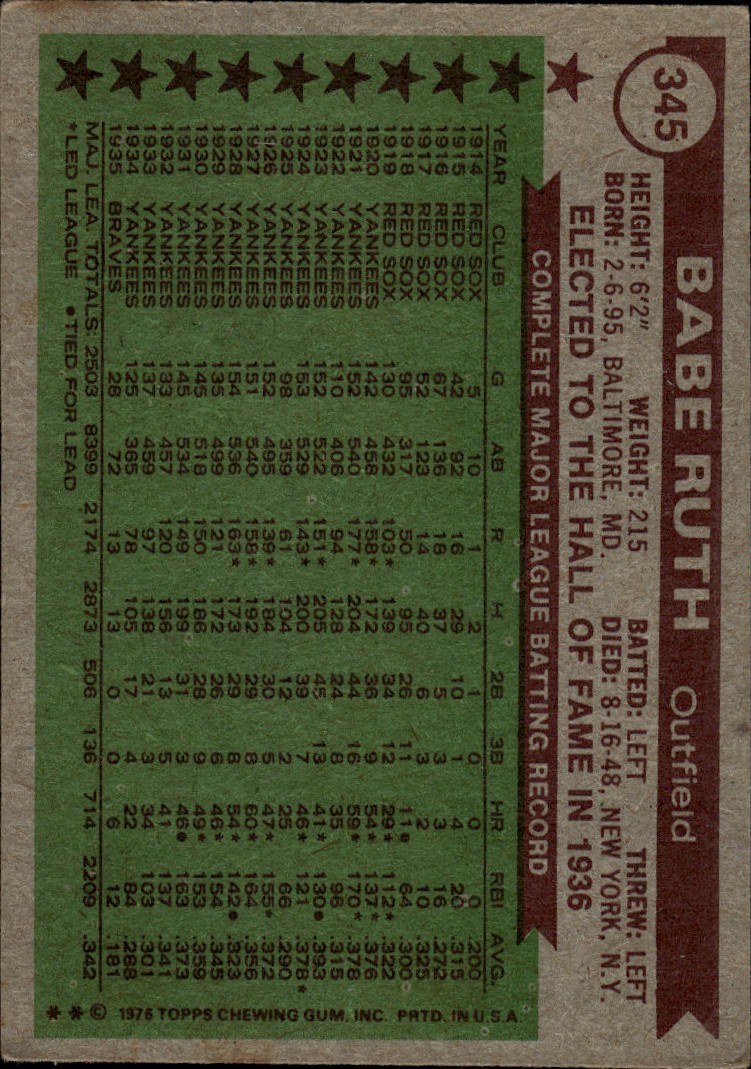 345
BABE RUTH Outfield
HEIGHT: 6'2" WEIGHT: 215 BATTED: LEFT THREW: LEFT
BORN: 2-6-95, BALTIMORE, MD. DIED: 8-16-48, NEW YORK, N.Y.
ELECTED TO THE HALL OF FAME IN 1936
COMPLETE MAJOR LEAGUE BATTING RECORD
YEAR CLUB G AB R H 2B 3B HR RBI AVG.
1914 RED SOX 5 10 1 2 1 0 0 0 .200
1915 RED SOX 42 92 16 29 10 1 4 20 .315
1916 RED SOX 67 136 18 37 5 3 3 16 .272
1917 RED SOX 52 123 14 40 6 3 2 10 .325
1918 RED SOX 95 317 50 95 26 11 11● 64 .300
1919 RED SOX 130 432 103* 139 34 12 29* 112* .322
1920 YANKEES 142 458 158* 172 36 9 54* 137* .376
1921 YANKEES 152 540 177* 204 44 16 59* 170* .378
1922 YANKEES 110 406 94 128 24 8 35 96 .315
1923 YANKEES 152 522 151* 205 45 13 41* 130● .393
1924 YANKEES 153 529 143* 200 39 7 46* 121 .378*
1925 YANKEES 98 359 61 104 12 2 25 66 .290
1926 YANKEES 152 495 139* 184 30 5 47* 155* .372
1927 YANKEES 151 540 158* 192 29 8 60* 164 .356
1928 YANKEES 154 536 163* 173 29 8 54* 142● .323
1929 YANKEES 135 499 121 172 26 6 46* 154 .345
1930 YANKEES 145 518 150 186 28 9 49* 153 .359
1931 YANKEES 145 534 149 199 31 3 46● 163 .373
1932 YANKEES 133 457 120 156 13 5 41 137 .341
1933 YANKEES 137 459 97 138 21 3 34 103 .301
1934 YANKEES 125 365 78 105 17 4 22 84 .288
1935 BRAVES 28 72 13 13 0 0 6 12 .181
MAJ. LEA. TOTALS: 2503 8399 2174 2873 506 136 714 2209 .342
*LED LEAGUE ●TIED FOR LEAD
* * © 1976 TOPPS CHEWING GUM, INC. PRTD. IN U.S.A.